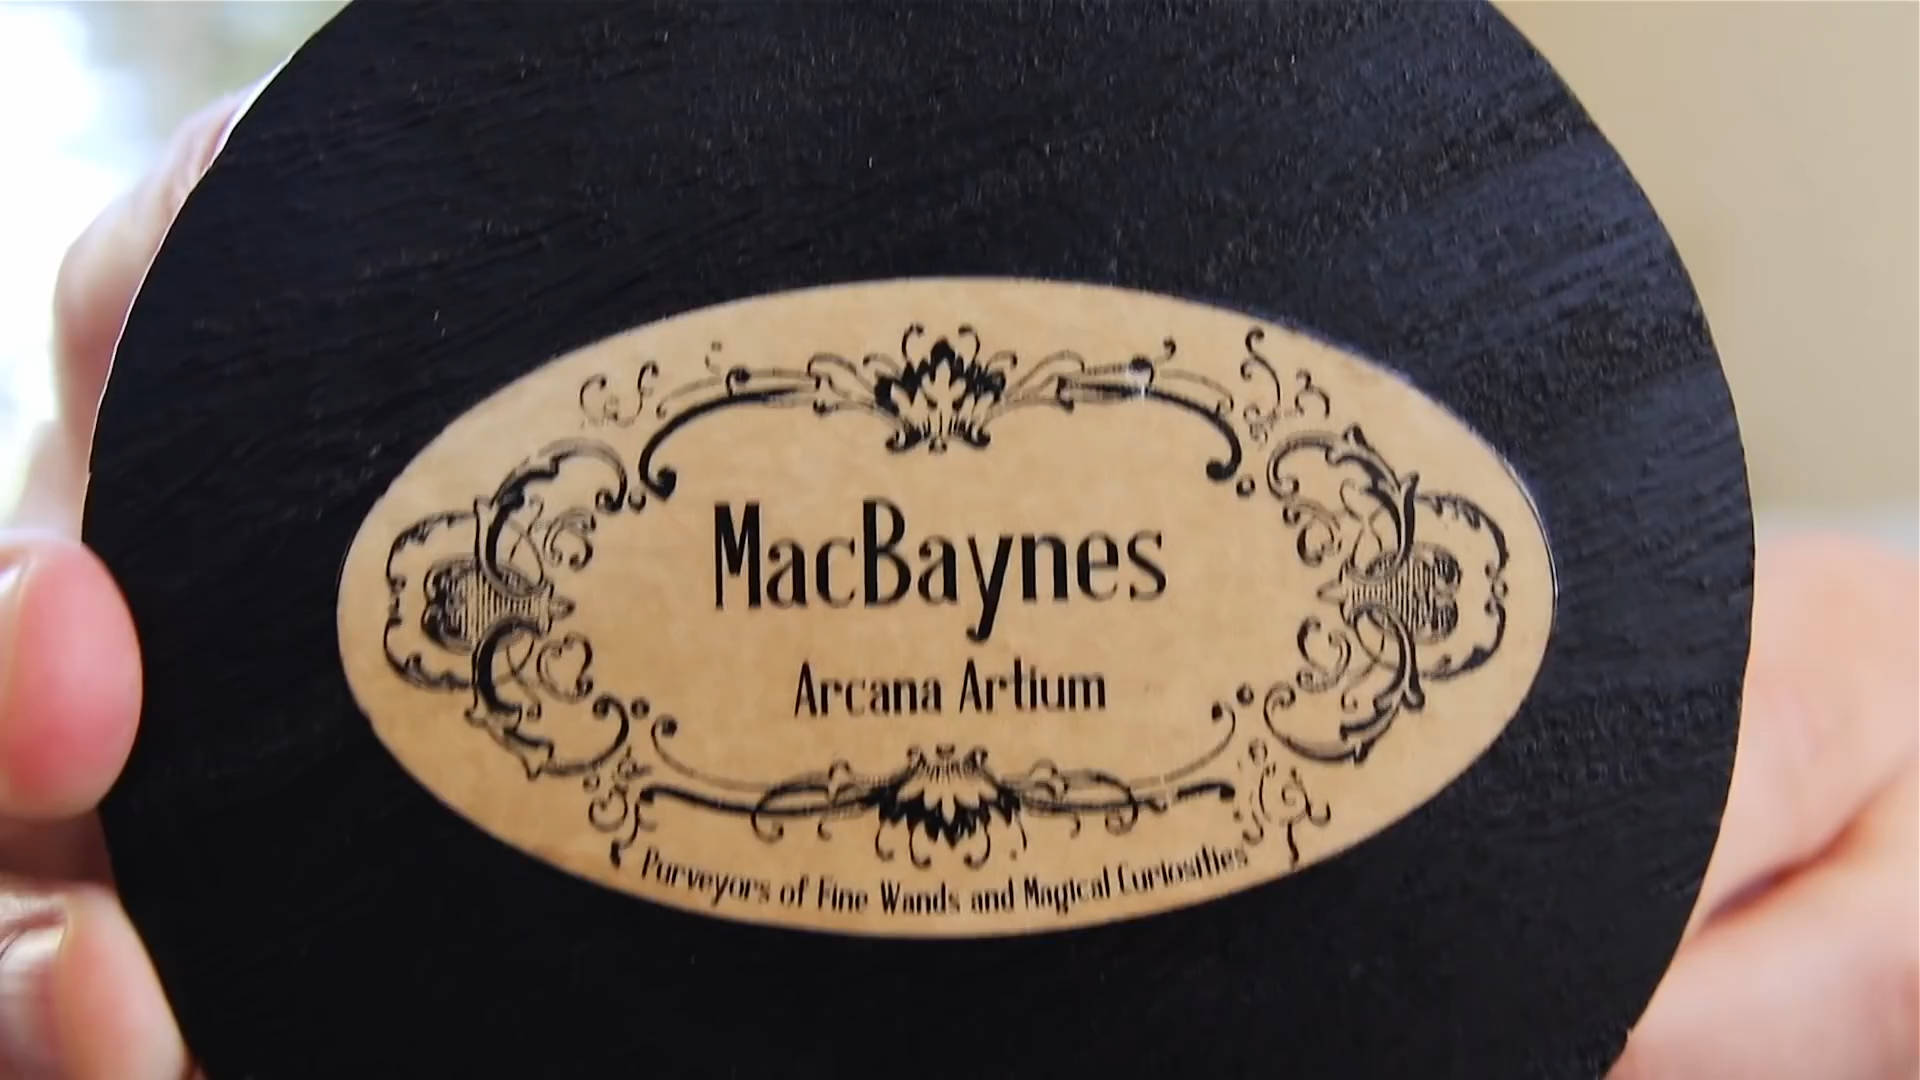 MacBaynes
Arcana Artium
Purveyors of Fine Wands and Magical Curiosities